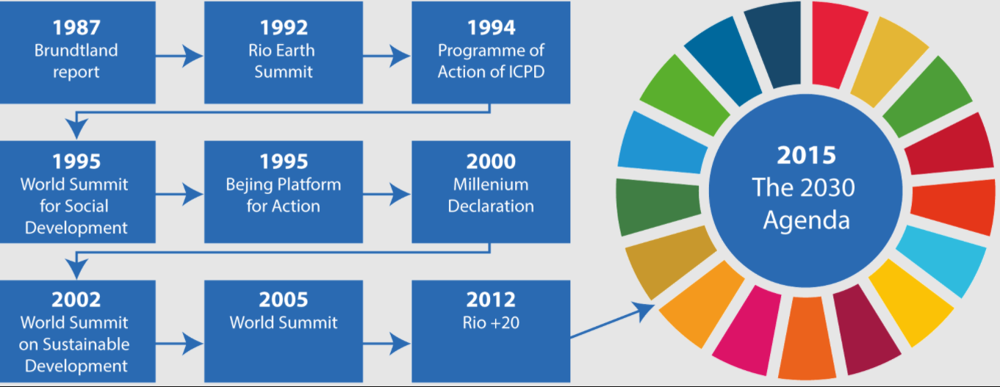 1987
Brundtland
report
1992
Rio Earth
Summit
1994
Programme of
Action of ICPD
1995
World Summit
for Social
Development
1995
Bejing Platform
for Action
2000
Millenium
Declaration
2002
World Summit
on Sustainable
Development
2005
World Summit
2012
Rio +20
2015
The 2030
Agenda